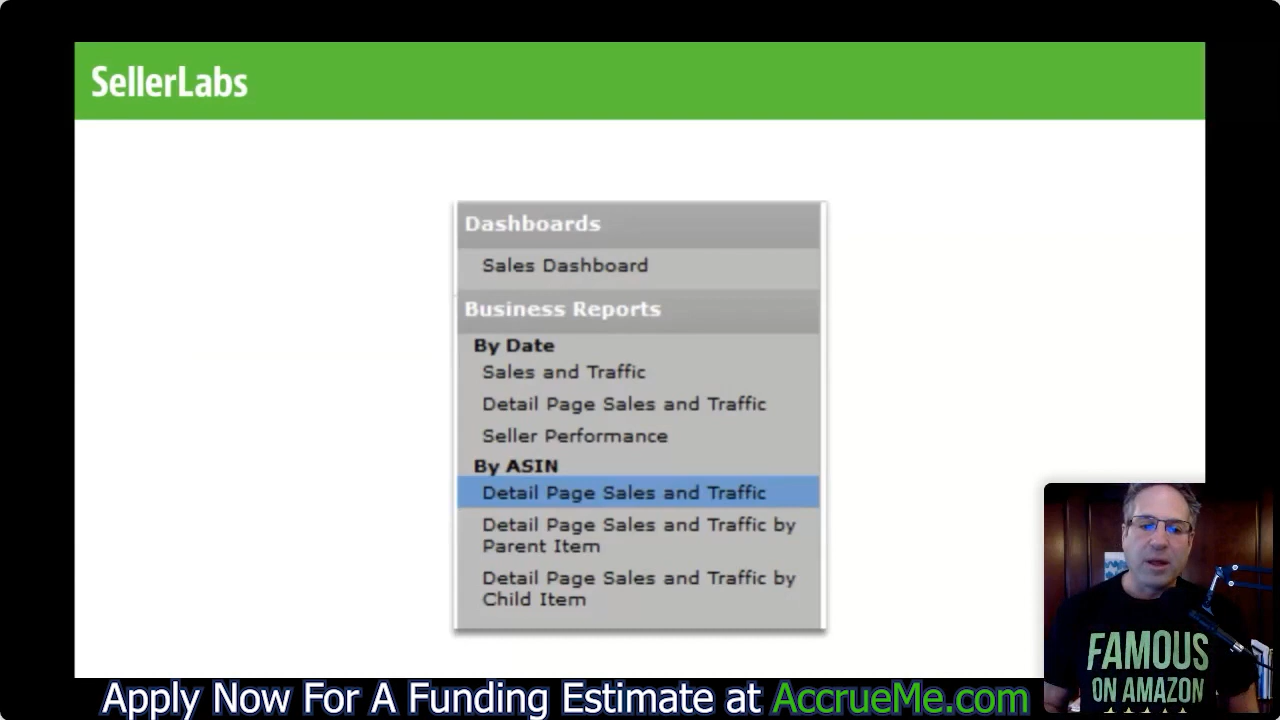 SellerLabs
Dashboards
Sales Dashboard
Business Reports
By Date
Sales and Traffic
Detail Page Sales and Traffic
Seller Performance
By ASIN
Detail Page Sales and Traffic
Detail Page Sales and Traffic by
Parent Item
Detail Page Sales and Traffic by
Child Item
FAMOUS
ON AMAZON
Apply Now For A Funding Estimate at AccrueMe.com